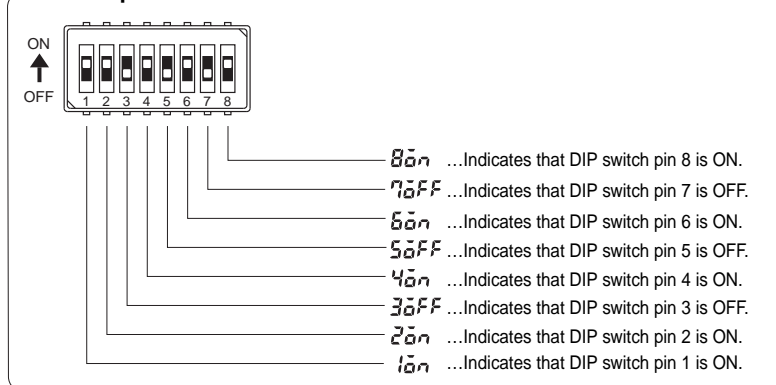 ON
OFF
1 2 3 4 5 6 7 8
8ōn ...Indicates that DIP switch pin 8 is ON.
7ōFF ...Indicates that DIP switch pin 7 is OFF.
6ōn ...Indicates that DIP switch pin 6 is ON.
5ōFF ...Indicates that DIP switch pin 5 is OFF.
4ōn ...Indicates that DIP switch pin 4 is ON.
3ōFF ...Indicates that DIP switch pin 3 is OFF.
2ōn ...Indicates that DIP switch pin 2 is ON.
1ōn ...Indicates that DIP switch pin 1 is ON.